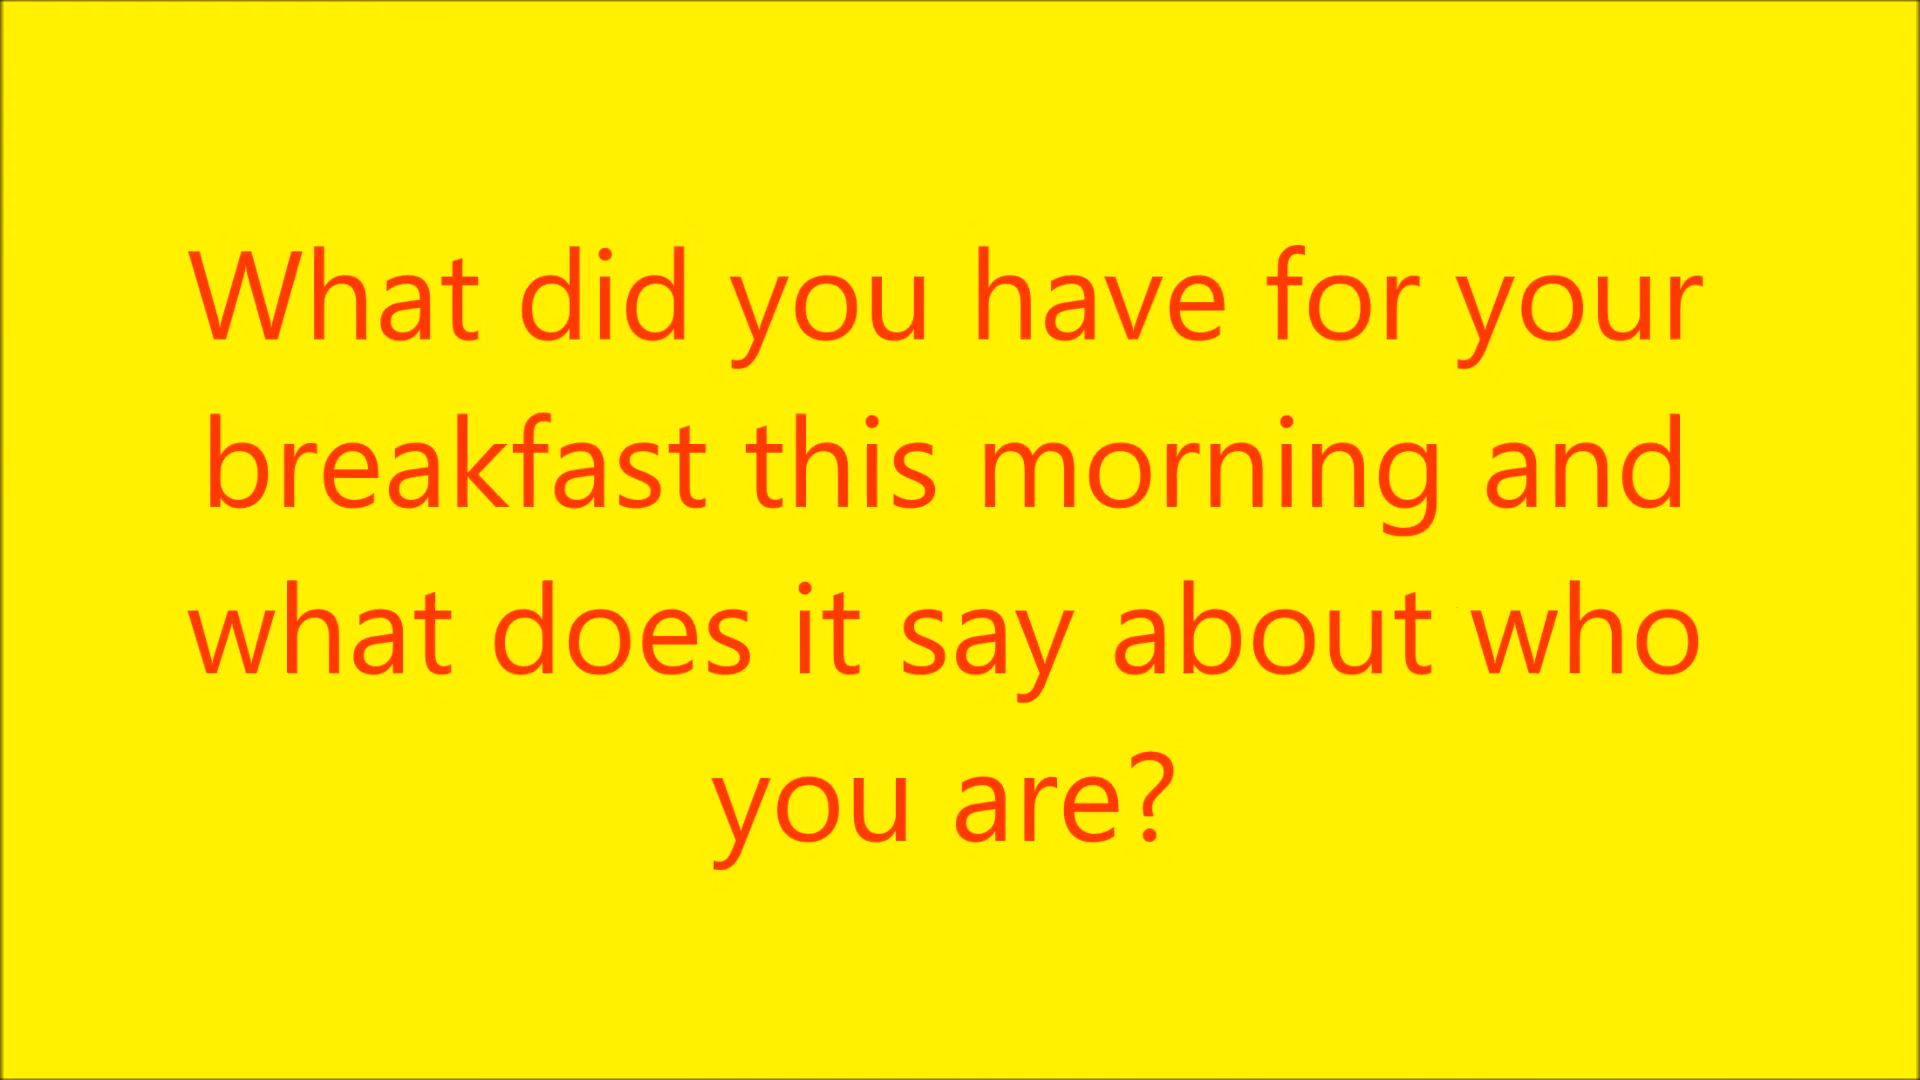 What did you have for your
breakfast this morning and
what does it say about who
you are?